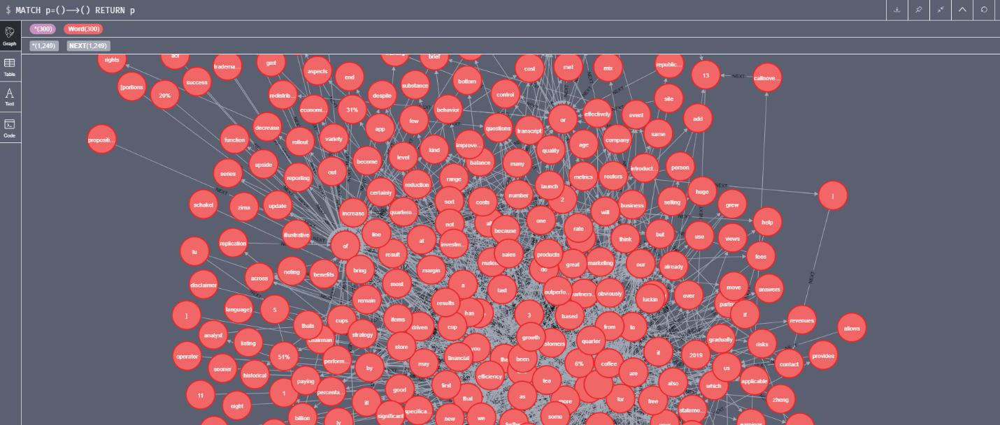 $ MATCH p=()-->() RETURN p
*(300) Word(300)
*(1,249) NEXT(1,249)
Graph
Table
Text
Code
rights
act
tradema…
gml
aspects
end
brief
cost
met
mix
republic…
13
NEXT
callnove…
[portions
20%
success
redistrib…
despite
substance
bottom
control
or
effectively
event
site
add
economi…
31%
behavior
few
app
questions
transcript
same
company
age
quality
proposi​ti…
function
decrease
rollout
variety
kind
improve…
level
become
balance
many
series
upside
reporting
out
certainly
reduction
range
number
launch
metrics
reuters
introduct…
person
huge
NEXT
|
schakel
zima
update
increase
quartero…
sort
costs
2
will
business
selling
grew
help
illustrative
of
line
at
not
because
one
rate
think
but
use
views
lu
replication
result
investm…
sales
products
great
marketing
our
already
fees
across
noting
benefits
bring
margin
do
disclaimer
most
a
last
outperfo…
obviously
luckin
over
move
answers
language)
5
remain
results
has
3
based
if
]
thats
cups
items
driven
cup
from
to
revenues
allows
analyst
listing
strategy
store
you
growth
quarter
gradually
risks
operator
sooner
51%
perform…
by
may
financial
the
been
6%
coffee
it
2019
us
contact
provides
historical
paying
efficiency
tea
are
also
which
applicable
11
eight
1
percenta…
good
first
that
as
more
for
free
zheng
ill
significant
specifica…
stateme…
billion
ly
new
we
some